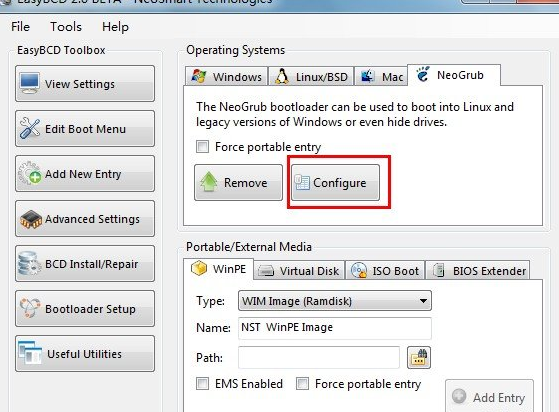 EasyBCD 2.0 BETA - NeoSmart Technologies
File Tools Help
EasyBCD Toolbox
View Settings
Edit Boot Menu
Add New Entry
Advanced Settings
BCD Install/Repair
Bootloader Setup
Useful Utilities
Operating Systems
Windows Linux/BSD Mac NeoGrub
The NeoGrub bootloader can be used to boot into Linux and
legacy versions of Windows or even hide drives.
Force portable entry
Remove Configure
Portable/External Media
WinPE Virtual Disk ISO Boot BIOS Extender
Type: WIM Image (Ramdisk)
Name: NST WinPE Image
Path:
EMS Enabled Force portable entry
Add Entry